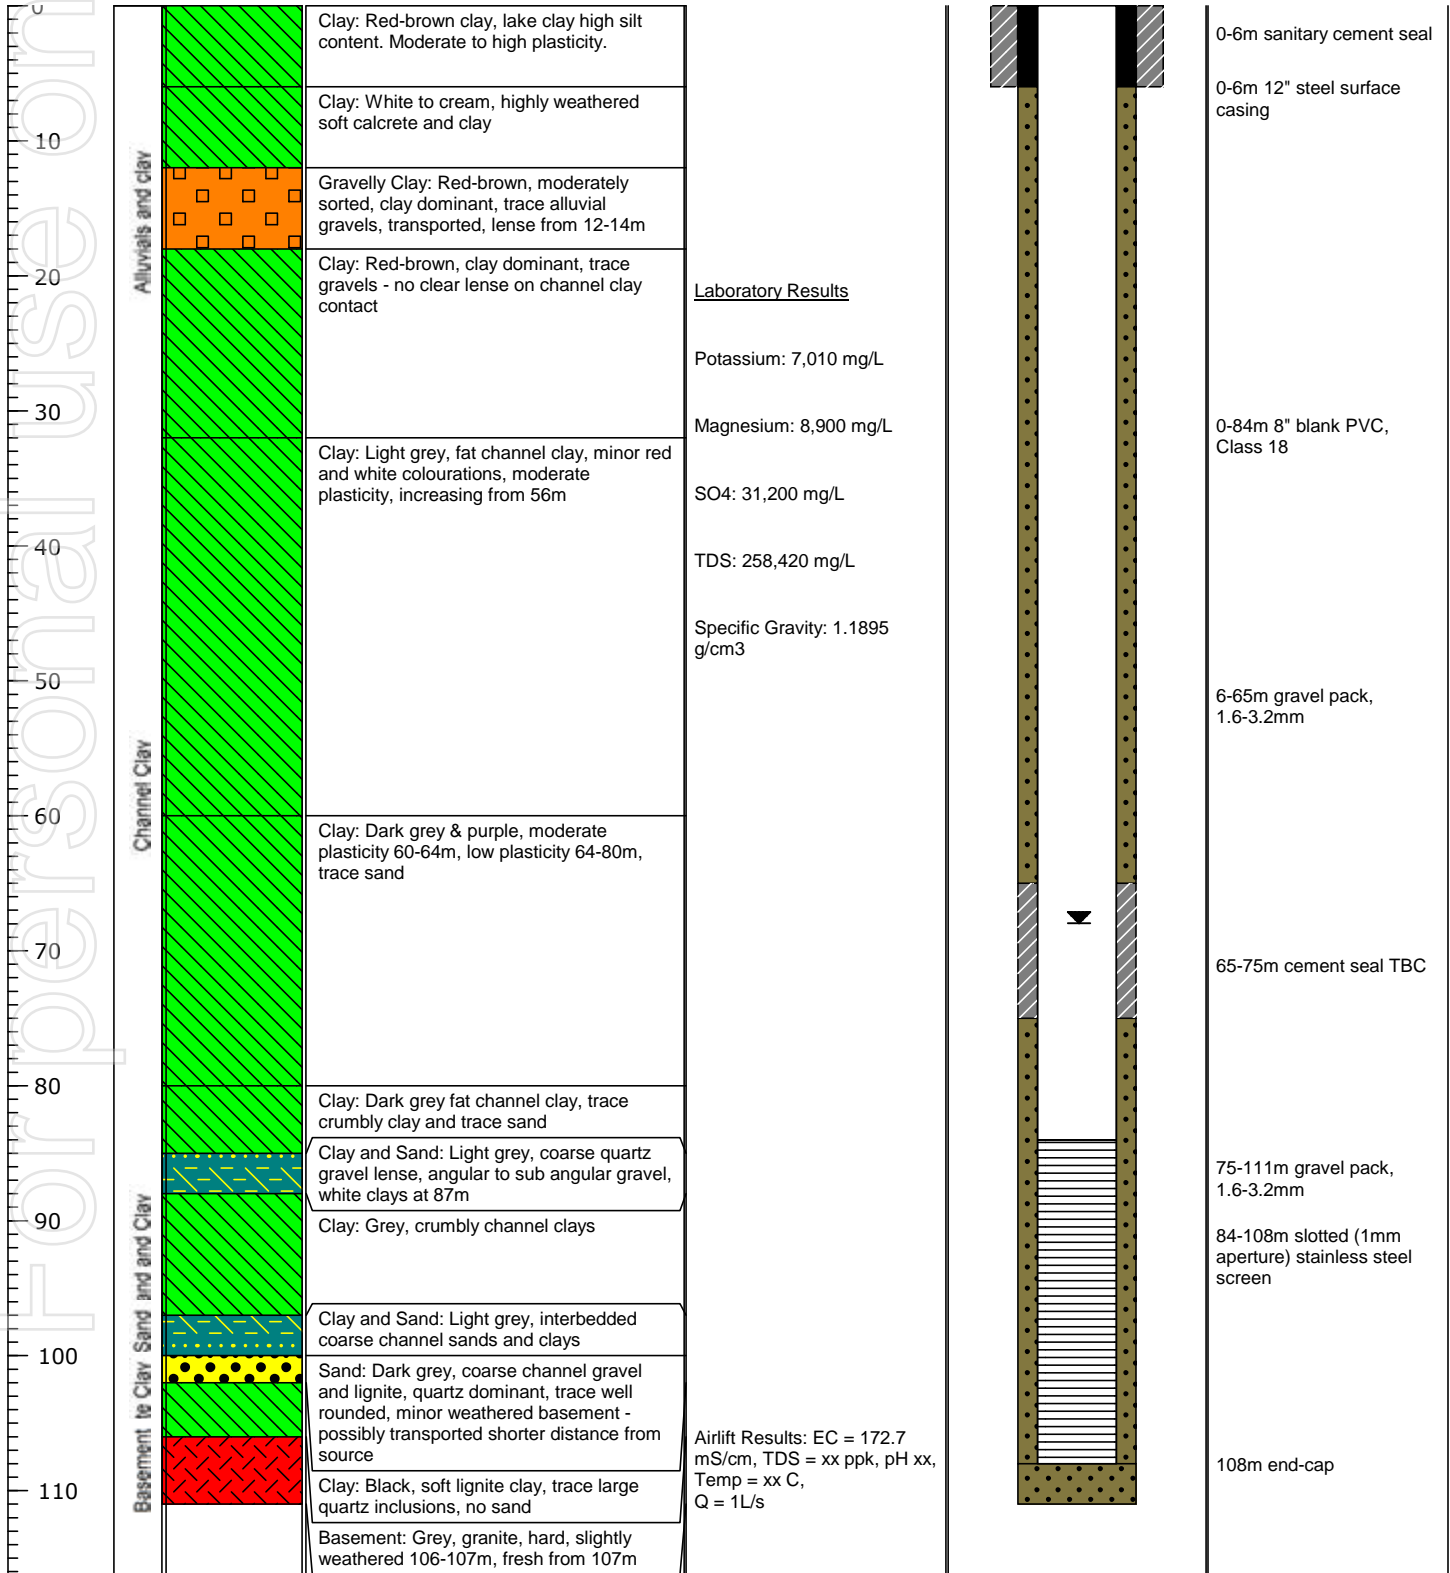 For personal use on
0
10
20
30
40
50
60
70
80
90
100
110
Alluvials and clay
Channel Clay
Sand and and Clay
Basement te Clay
Clay: Red-brown clay, lake clay high silt
content. Moderate to high plasticity.
Clay: White to cream, highly weathered
soft calcrete and clay
Gravelly Clay: Red-brown, moderately
sorted, clay dominant, trace alluvial
gravels, transported, lense from 12-14m
Clay: Red-brown, clay dominant, trace
gravels - no clear lense on channel clay
contact
Clay: Light grey, fat channel clay, minor red
and white colourations, moderate
plasticity, increasing from 56m
Clay: Dark grey & purple, moderate
plasticity 60-64m, low plasticity 64-80m,
trace sand
Clay: Dark grey fat channel clay, trace
crumbly clay and trace sand
Clay and Sand: Light grey, coarse quartz
gravel lense, angular to sub angular gravel,
white clays at 87m
Clay: Grey, crumbly channel clays
Clay and Sand: Light grey, interbedded
coarse channel sands and clays
Sand: Dark grey, coarse channel gravel
and lignite, quartz dominant, trace well
rounded, minor weathered basement -
possibly transported shorter distance from
source
Clay: Black, soft lignite clay, trace large
quartz inclusions, no sand
Basement: Grey, granite, hard, slightly
weathered 106-107m, fresh from 107m
Laboratory Results
Potassium: 7,010 mg/L
Magnesium: 8,900 mg/L
SO4: 31,200 mg/L
TDS: 258,420 mg/L
Specific Gravity: 1.1895
g/cm3
Airlift Results: EC = 172.7
mS/cm, TDS = xx ppk, pH xx,
Temp = xx C,
Q = 1L/s
0-6m sanitary cement seal
0-6m 12" steel surface
casing
0-84m 8" blank PVC,
Class 18
6-65m gravel pack,
1.6-3.2mm
65-75m cement seal TBC
75-111m gravel pack,
1.6-3.2mm
84-108m slotted (1mm
aperture) stainless steel
screen
108m end-cap